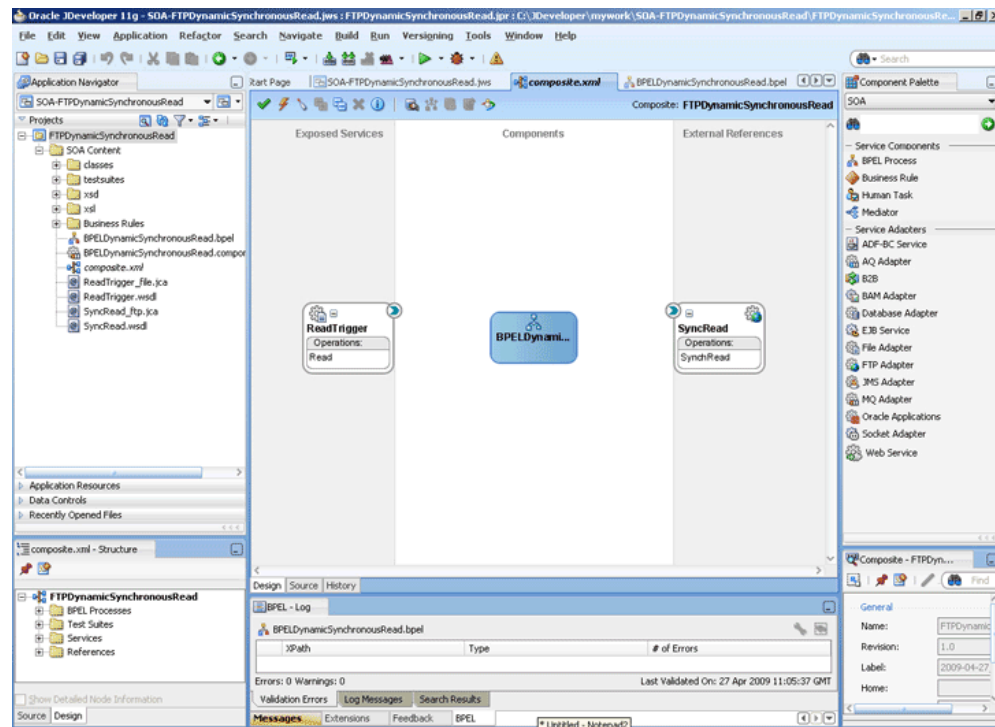 Oracle JDeveloper 11g - SOA-FTPDynamicSynchronousRead.jws : FTPDynamicSynchronousRead.jpr : C:\JDeveloper\mywork\SOA-FTPDynamicSynchronousRead\FTPDynamicSynchronousRe...
File Edit View Application Refactor Search Navigate Build Run Versioning Tools Window Help
Search
Application Navigator
SOA-FTPDynamicSynchronousRead
Projects
FTPDynamicSynchronousRead
SOA Content
classes
testsuites
xsd
xsl
Business Rules
BPELDynamicSynchronousRead.bpel
BPELDynamicSynchronousRead.compor
composite.xml
ReadTrigger_file.jca
ReadTrigger.wsdl
SyncRead_ftp.jca
SyncRead.wsdl
Application Resources
Data Controls
Recently Opened Files
composite.xml - Structure
FTPDynamicSynchronousRead
BPEL Processes
Test Suites
Services
References
Show Detailed Node Information
Source Design
tart Page SOA-FTPDynamicSynchronousRead.jws composite.xml BPELDynamicSynchronousRead.bpel
Composite: FTPDynamicSynchronousRead
Exposed Services Components External References
ReadTrigger
Operations:
Read
BPELDynami...
SyncRead
Operations:
SynchRead
Design Source History
BPEL - Log
BPELDynamicSynchronousRead.bpel
XPath Type # of Errors
Errors: 0 Warnings: 0 Last Validated On: 27 Apr 2009 11:05:37 GMT
Validation Errors Log Messages Search Results
Messages Extensions Feedback BPEL
* Untitled - Notepad2
Component Palette
SOA
Service Components
BPEL Process
Business Rule
Human Task
Mediator
Service Adapters
ADF-BC Service
AQ Adapter
B2B
BAM Adapter
Database Adapter
EJB Service
File Adapter
FTP Adapter
JMS Adapter
MQ Adapter
Oracle Applications
Socket Adapter
Web Service
Composite - FTPDyn...
Find
General
Name: FTPDynamic
Revision: 1.0
Label: 2009-04-27
Home: